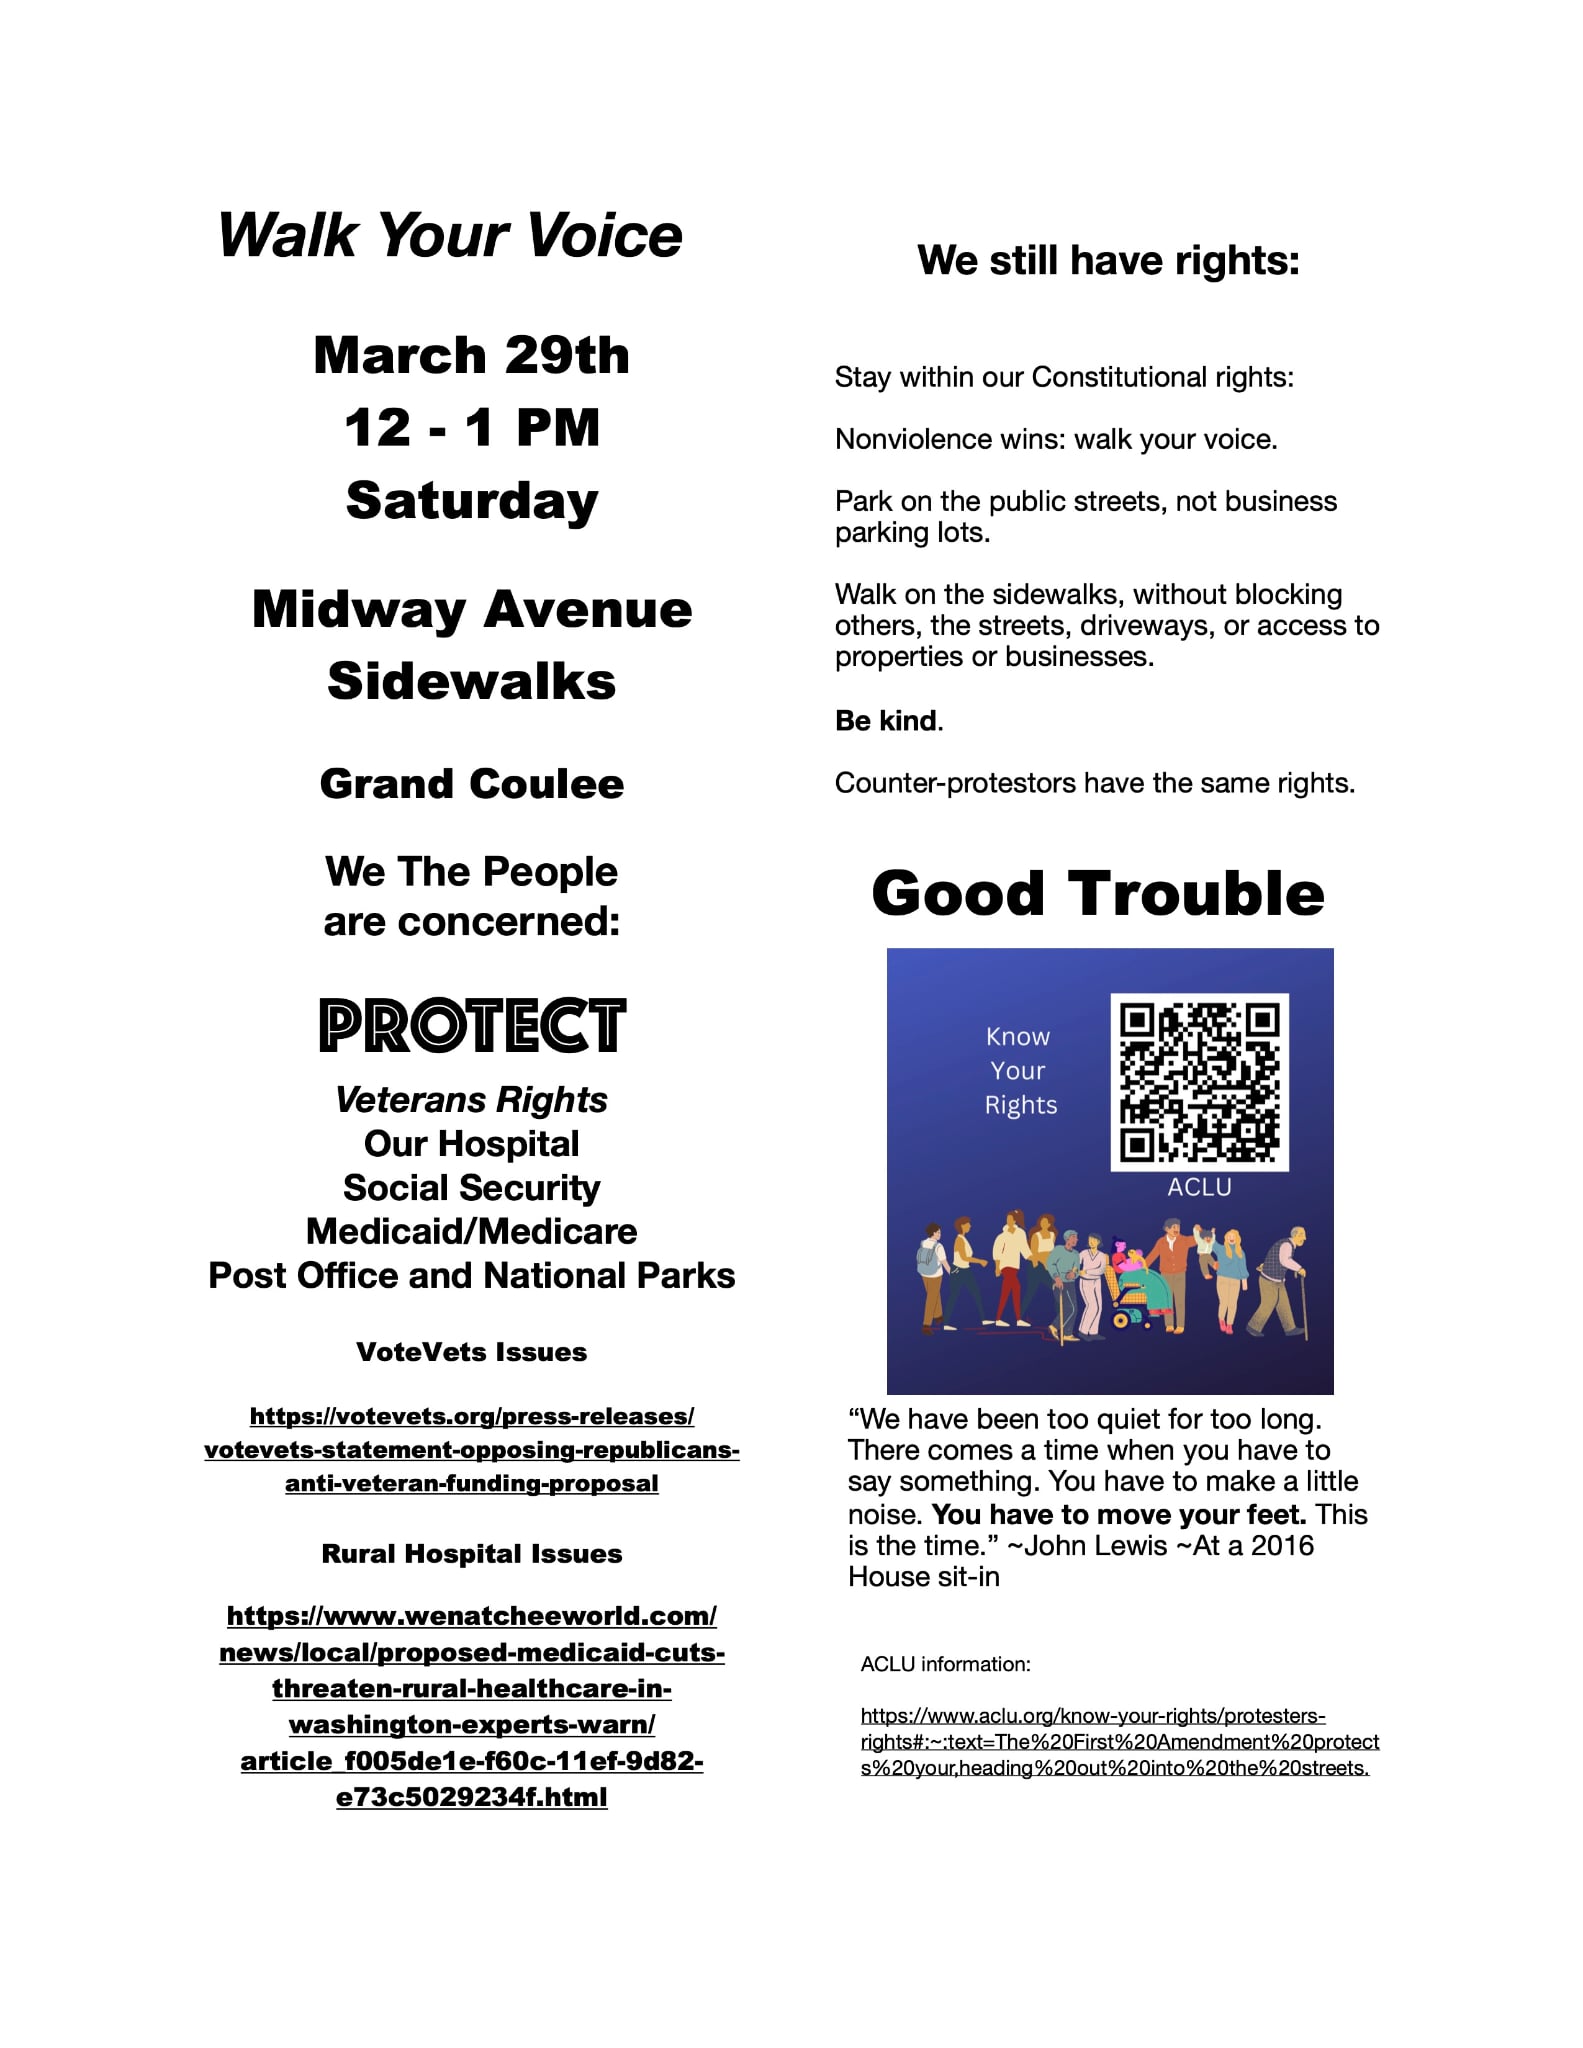 Walk Your Voice
March 29th
12 - 1 PM
Saturday
Midway Avenue
Sidewalks
Grand Coulee
We The People
are concerned:
PROTECT
Veterans Rights
Our Hospital
Social Security
Medicaid/Medicare
Post Office and National Parks
VoteVets Issues
https://votevets.org/press-releases/
votevets-statement-opposing-republicans-
anti-veteran-funding-proposal
Rural Hospital Issues
https://www.wenatcheeworld.com/
news/local/proposed-medicaid-cuts-
threaten-rural-healthcare-in-
washington-experts-warn/
article_f005de1e-f60c-11ef-9d82-
e73c5029234f.html
We still have rights:
Stay within our Constitutional rights:
Nonviolence wins: walk your voice.
Park on the public streets, not business
parking lots.
Walk on the sidewalks, without blocking
others, the streets, driveways, or access to
properties or businesses.
Be kind.
Counter-protestors have the same rights.
Good Trouble
Know
Your
Rights
ACLU
“We have been too quiet for too long.
There comes a time when you have to
say something. You have to make a little
noise. You have to move your feet. This
is the time.” ~John Lewis ~At a 2016
House sit-in
ACLU information:
https://www.aclu.org/know-your-rights/protesters-
rights#:~:text=The%20First%20Amendment%20protect
s%20your,heading%20out%20into%20the%20streets.